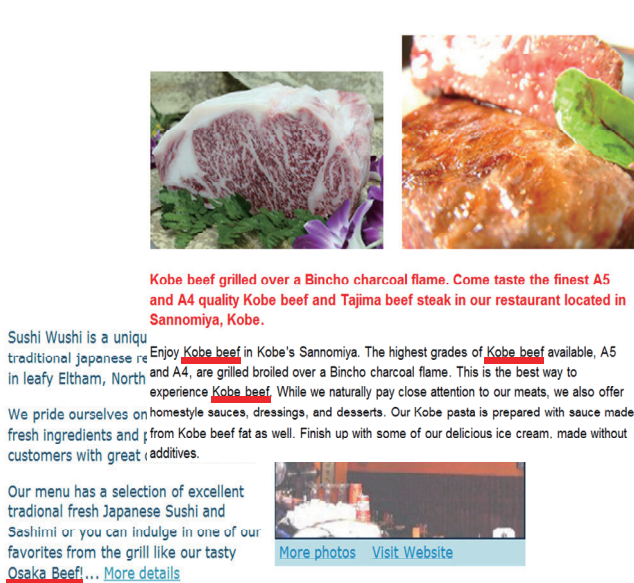 Kobe beef grilled over a Bincho charcoal flame. Come taste the finest A5
and A4 quality Kobe beef and Tajima beef steak in our restaurant located in
Sannomiya, Kobe.
Enjoy Kobe beef in Kobe's Sannomiya. The highest grades of Kobe beef available, A5
and A4, are grilled broiled over a Bincho charcoal flame. This is the best way to
experience Kobe beef. While we naturally pay close attention to our meats, we also offer
homestyle sauces, dressings, and desserts. Our Kobe pasta is prepared with sauce made
from Kobe beef fat as well. Finish up with some of our delicious ice cream, made without
additives.
Sushi Wushi is a
traditional japanese
in leafy Eltham, North
We pride ourselves on
fresh ingredients and
customers with great
Our menu has a selection of excellent
tradional fresh Japanese Sushi and
Sashimi or you can indulge in one of our
favorites from the grill like our tasty
Osaka Beef!... More details
More photos Visit Website